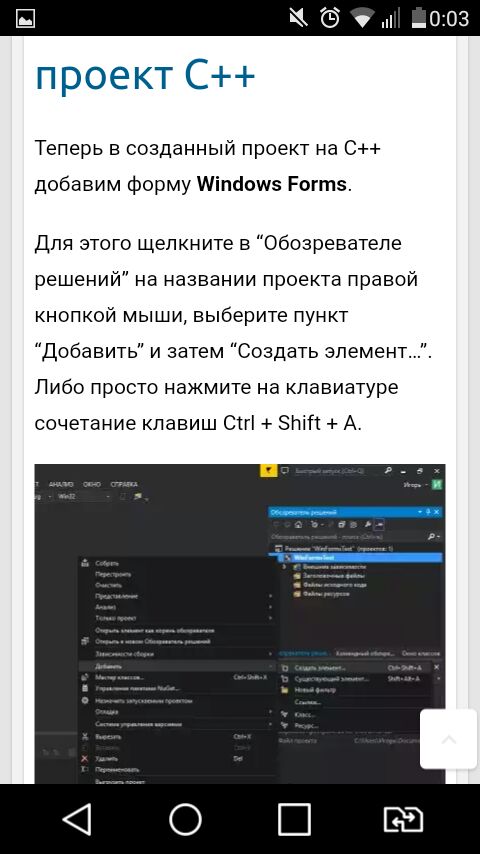 0:03
проект C++
Теперь в созданный проект на C++
добавим форму Windows Forms.
Для этого щелкните в “Обозревателе
решений” на названии проекта правой
кнопкой мыши, выберите пункт
“Добавить” и затем “Создать элемент…”.
Либо просто нажмите на клавиатуре
сочетание клавиш Ctrl + Shift + A.
Быстрый запуск (Ctrl+Q)
АНАЛИЗ ОКНО СПРАВКА
Игорь И
Win32
Обозреватель решений
Обозреватель решений - поиск (Ctrl+ж)
Решение "WinFormsTest" (проектов: 1)
WinFormsTest
Внешние зависимости
Заголовочные файлы
Файлы исходного кода
Файлы ресурсов
Собрать
Перестроить
Очистить
Представление
Анализ
Только проект
Открыть элемент как корень обозревателя
Открыть в новом Обозреватель решений
Зависимости сборки
Добавить
Мастер классов... Ctrl+Shift+X
Управление пакетами NuGet...
Назначить запускаемым проектом
Отладка
Система управления версиями
Вырезать Ctrl+X
Вставить
Удалить Del
Переименовать
Выгрузить проект
Командный обозре... Окно классов
Создать элемент... Ctrl+Shift+A
Существующий элемент... Shift+Alt+A
Новый фильтр
Ссылки...
Класс...
Ресурс...
Файл проекта